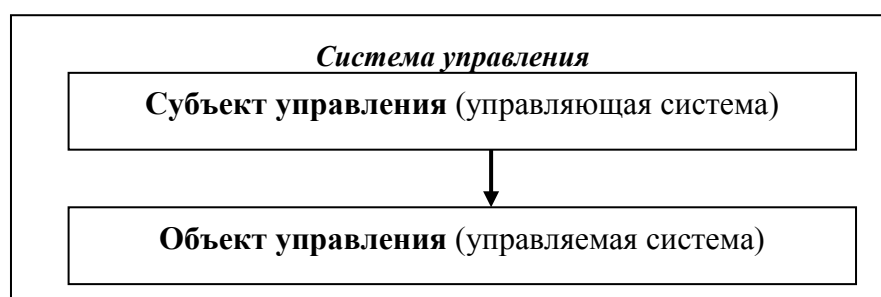 Система управления
Субъект управления (управляющая система)
Объект управления (управляемая система)